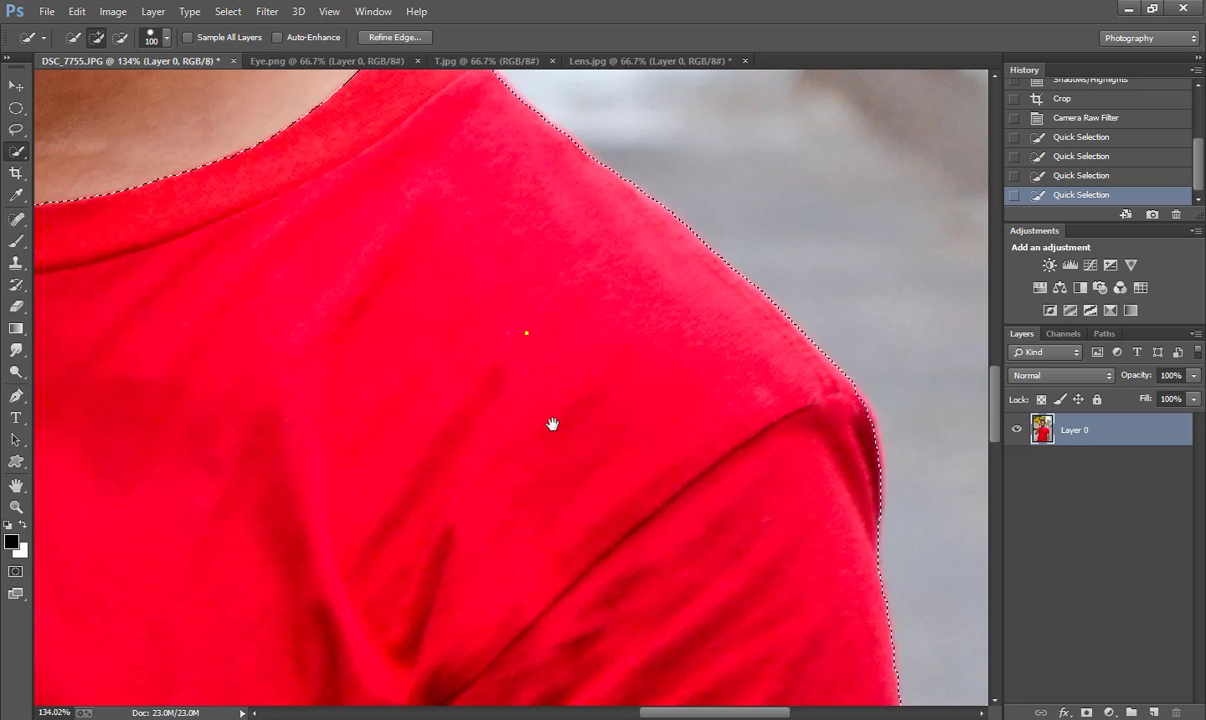 Ps File Edit Image Layer Type Select Filter 3D View Window Help
100 Sample All Layers Auto-Enhance Refine Edge... Photography
DSC_7755.JPG @ 134% (Layer 0, RGB/8) * × Eye.png @ 66.7% (Layer 0, RGB/8#) × T.jpg @ 66.7% (RGB/8#) × Lens.jpg @ 66.7% (Layer 0, RGB/8#) * ×
History
Shadows/Highlights
Crop
Camera Raw Filter
Quick Selection
Quick Selection
Quick Selection
Quick Selection
Adjustments
Add an adjustment
Layers Channels Paths
Kind
Normal Opacity: 100%
Lock: Fill: 100%
Layer 0
134.02% Doc: 23.0M/23.0M
fx